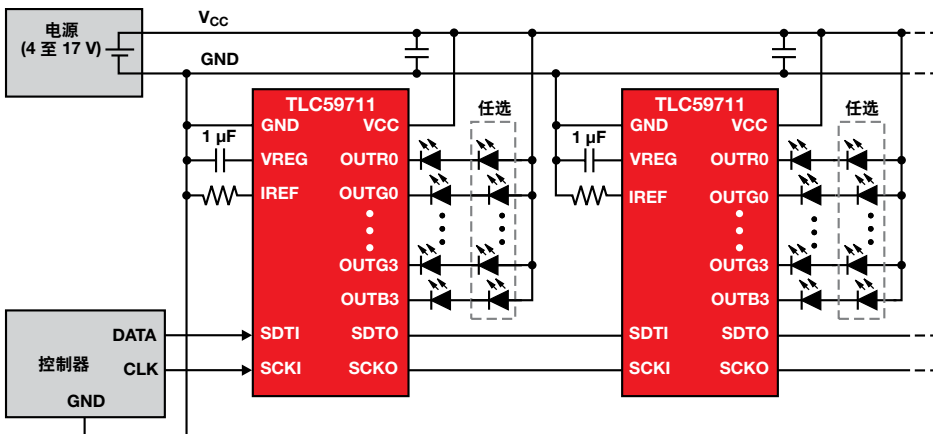 电源
(4 至 17 V)
VCC
GND
TLC59711
GND
VCC
1 µF
VREG
OUTR0
IREF
OUTG0
OUTG3
OUTB3
SDTI
SDTO
SCKI
SCKO
任选
TLC59711
GND
VCC
1 µF
VREG
OUTR0
IREF
OUTG0
OUTG3
OUTB3
SDTI
SDTO
SCKI
SCKO
任选
DATA
控制器
CLK
GND